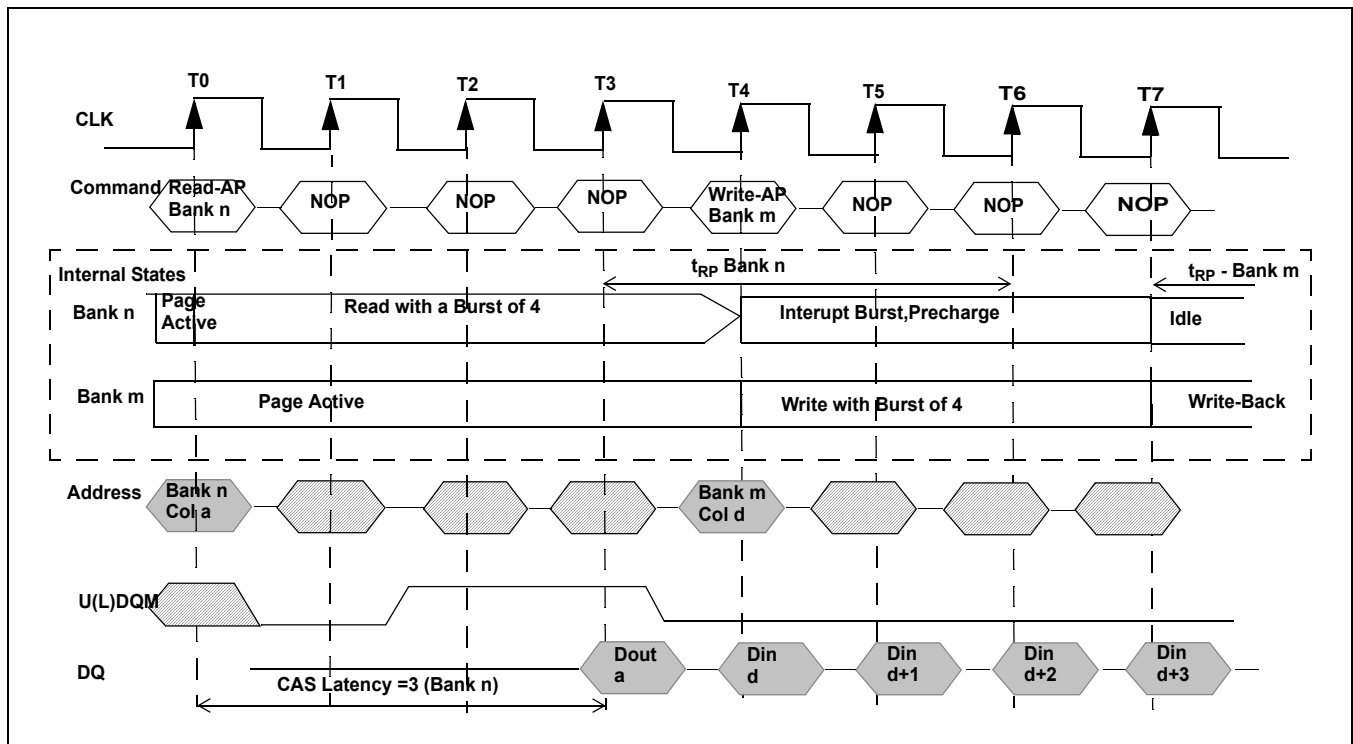 T0 T1 T2 T3 T4 T5 T6 T7
CLK
Command Read-AP NOP NOP NOP Write-AP NOP NOP NOP
Bank n Bank m
Internal States
tRP Bank n tRP - Bank m
Bank n Page Read with a Burst of 4 Interupt Burst,Precharge Idle
Active
Bank m Page Active Write with Burst of 4 Write-Back
Address Bank n Bank m
Col a Col d
U(L)DQM
DQ Dout Din Din Din Din
a d d+1 d+2 d+3
CAS Latency =3 (Bank n)